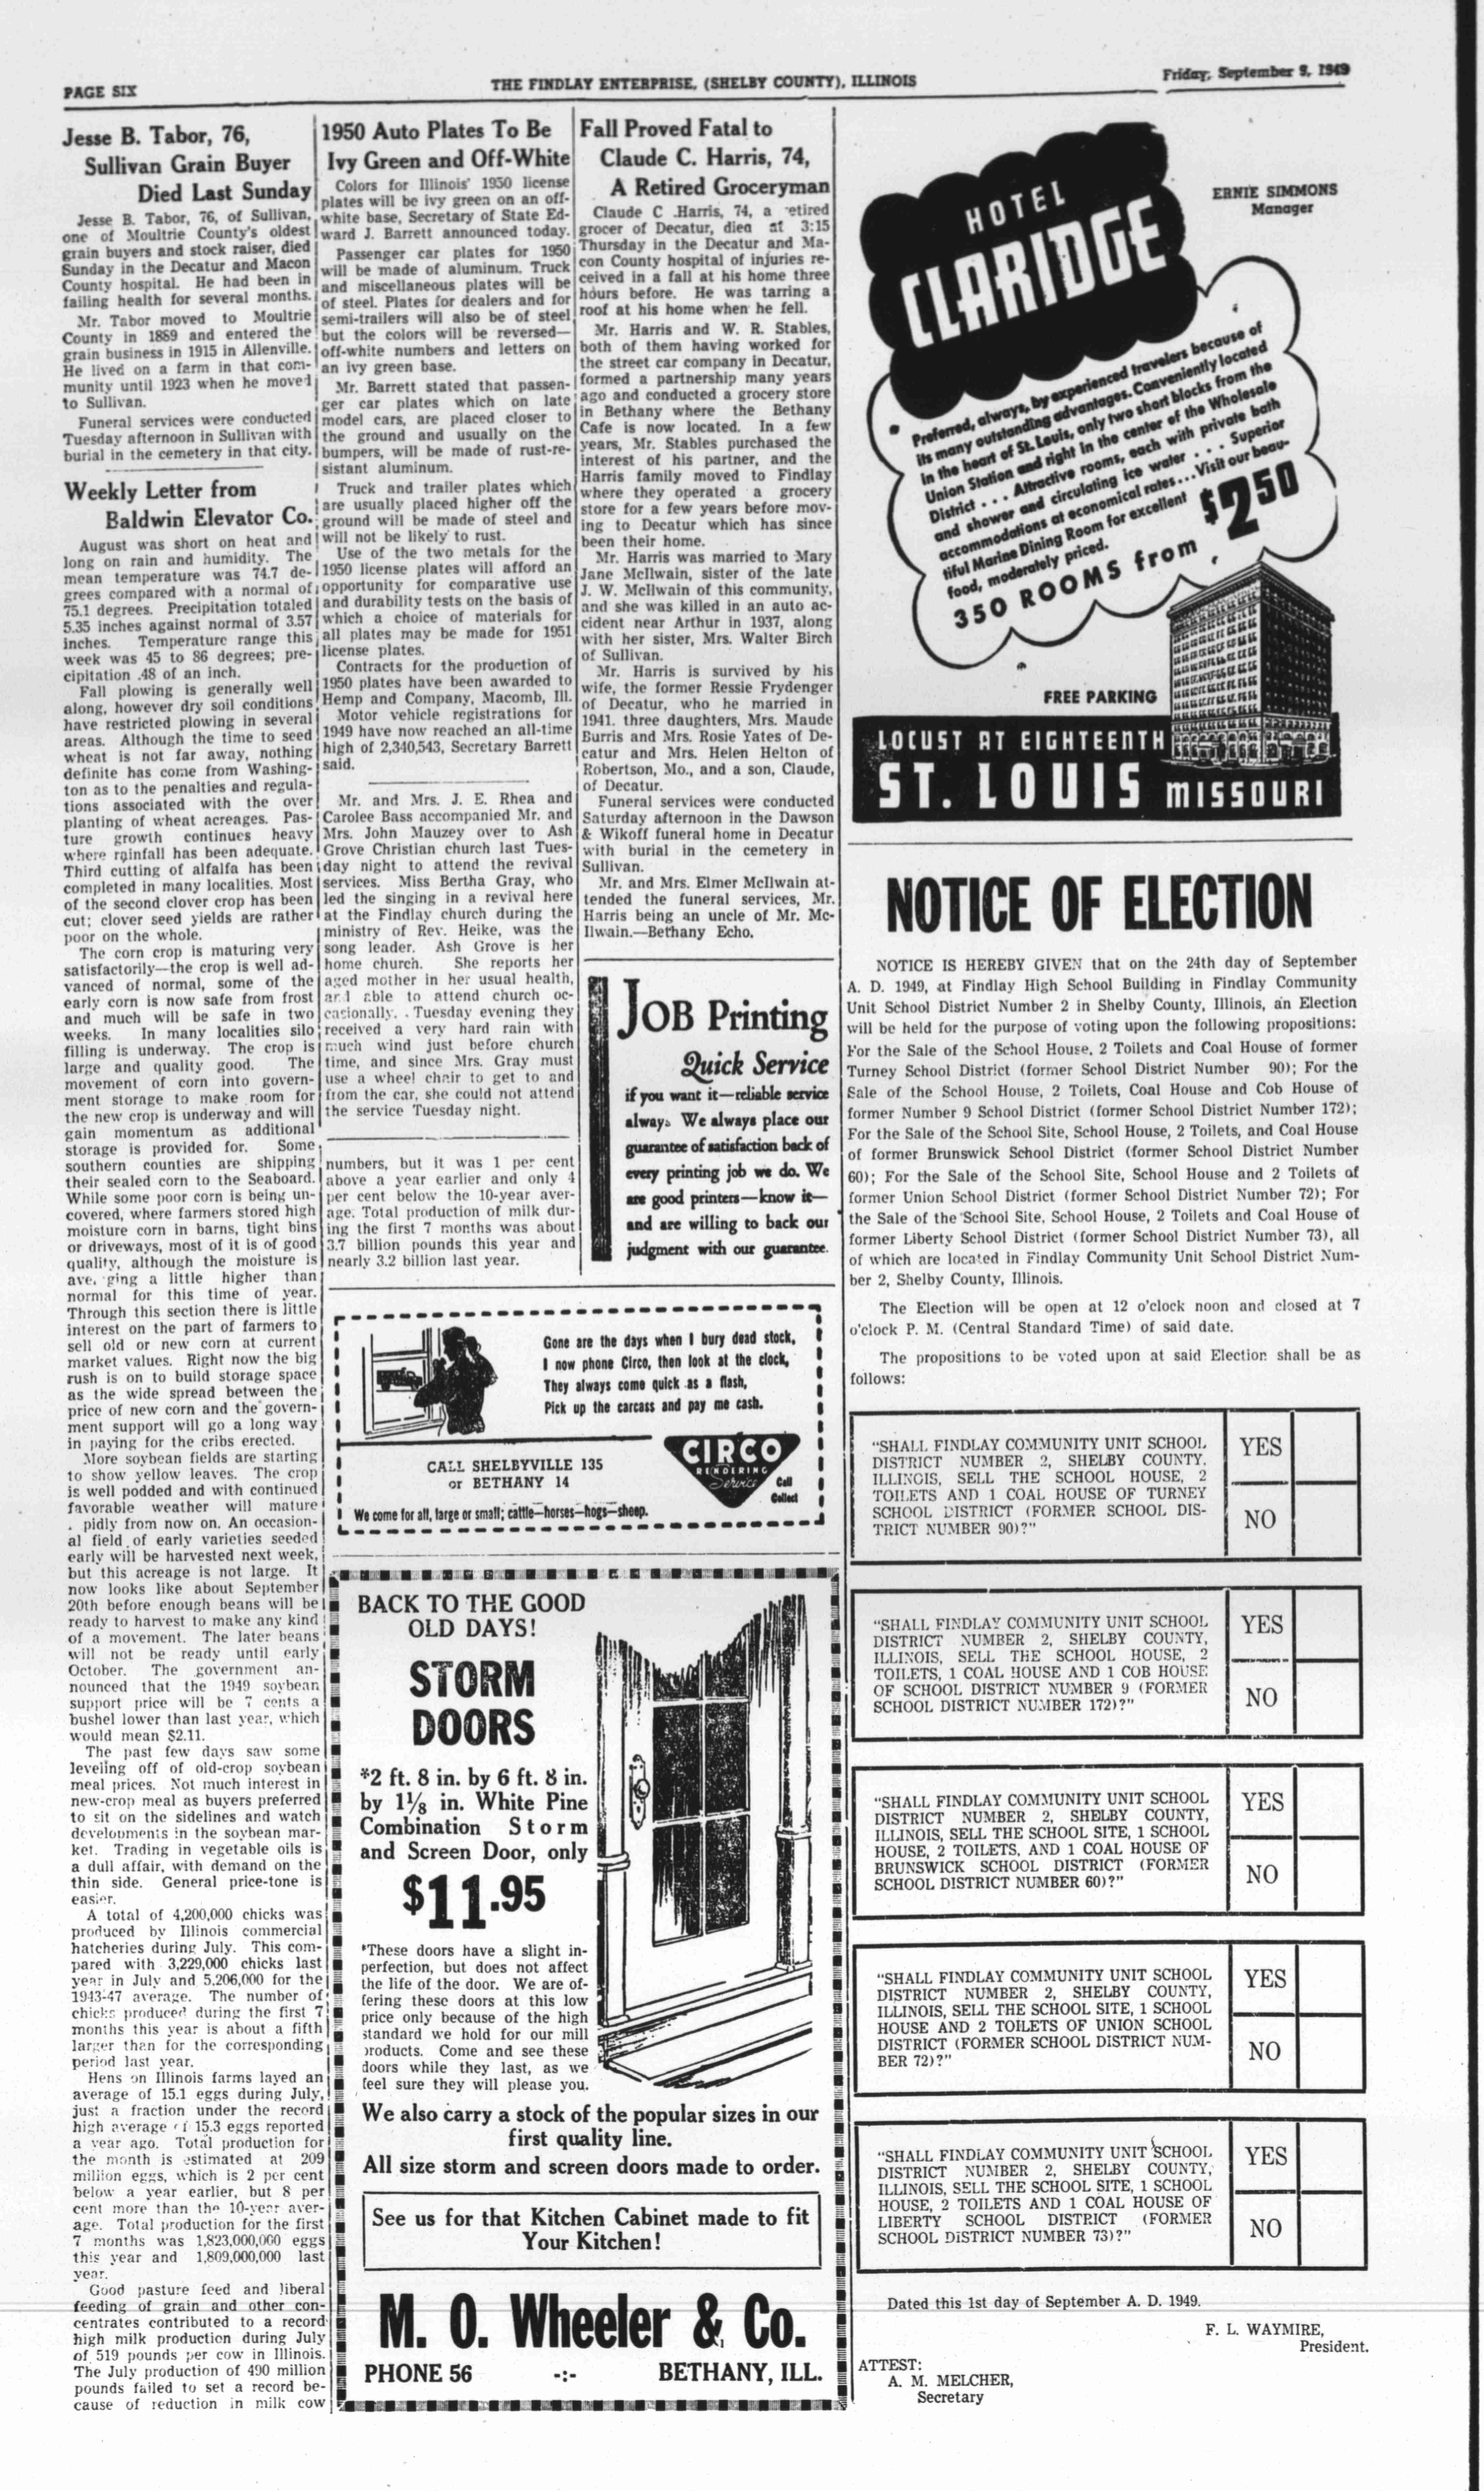 PAGE SIX
THE FINDLAY ENTERPRISE, (SHELBY COUNTY), ILLINOIS
Friday, September 9, 1949
Jesse B. Tabor, 76,
Sullivan Grain Buyer
Died Last Sunday
Jesse B. Tabor, 76, of Sullivan,
one of Moultrie County's oldest
grain buyers and stock raiser, died
Sunday in the Decatur and Macon
County hospital. He had been in
failing health for several months.
Mr. Tabor moved to Moultrie
County in 1889 and entered the
grain business in 1915 in Allenville.
He lived on a farm in that com-
munity until 1923 when he moved
to Sullivan.
Funeral services were conducted
Tuesday afternoon in Sullivan with
burial in the cemetery in that city.
Weekly Letter from
Baldwin Elevator Co.
August was short on heat and
long on rain and humidity. The
mean temperature was 74.7 de-
grees compared with a normal of
75.1 degrees. Precipitation totaled
5.35 inches against normal of 3.57
inches. Temperature range this
week was 45 to 86 degrees; pre-
cipitation .48 of an inch.
Fall plowing is generally well
along, however dry soil conditions
have restricted plowing in several
areas. Although the time to seed
wheat is not far away, nothing
definite has come from Washing-
ton as to the penalties and regula-
tions associated with the over
planting of wheat acreages. Pas-
ture growth continues heavy
where rainfall has been adequate.
Third cutting of alfalfa has been
completed in many localities. Most
of the second clover crop has been
cut; clover seed yields are rather
poor on the whole.
The corn crop is maturing very
satisfactorily—the crop is well ad-
vanced of normal, some of the
early corn is now safe from frost
and much will be safe in two
weeks. In many localities silo
filling is underway. The crop is
large and quality good. The
movement of corn into govern-
ment storage to make room for
the new crop is underway and will
gain momentum as additional
storage is provided for. Some
southern counties are shipping
their sealed corn to the Seaboard.
While some poor corn is being un-
covered, where farmers stored high
moisture corn in barns, tight bins
or driveways, most of it is of good
quality, although the moisture is
ave. ging a little higher than
normal for this time of year.
Through this section there is little
interest on the part of farmers to
sell old or new corn at current
market values. Right now the big
rush is on to build storage space
as the wide spread between the
price of new corn and the govern-
ment support will go a long way
in paying for the cribs erected.
More soybean fields are starting
to show yellow leaves. The crop
is well podded and with continued
favorable weather will mature
. pidly from now on. An occasion-
al field of early varieties seeded
early will be harvested next week,
but this acreage is not large. It
now looks like about September
20th before enough beans will be
ready to harvest to make any kind
of a movement. The later beans
will not be ready until early
October. The government an-
nounced that the 1949 soybean
support price will be 7 cents a
bushel lower than last year, which
would mean $2.11.
The past few days saw some
leveling off of old-crop soybean
meal prices. Not much interest in
new-crop meal as buyers preferred
to sit on the sidelines and watch
developments in the soybean mar-
ket. Trading in vegetable oils is
a dull affair, with demand on the
thin side. General price-tone is
easier.
A total of 4,200,000 chicks was
produced by Illinois commercial
hatcheries during July. This com-
pared with 3,229,000 chicks last
year in July and 5,206,000 for the
1943-47 average. The number of
chicks produced during the first 7
months this year is about a fifth
larger than for the corresponding
period last year.
Hens on Illinois farms layed an
average of 15.1 eggs during July,
just a fraction under the record
high average of 15.3 eggs reported
a year ago. Total production for
the month is estimated at 209
million eggs, which is 2 per cent
below a year earlier, but 8 per
cent more than the 10-year aver-
age. Total production for the first
7 months was 1,823,000,000 eggs
this year and 1,809,000,000 last
year.
Good pasture feed and liberal
feeding of grain and other con-
centrates contributed to a record
high milk production during July
of 519 pounds per cow in Illinois.
The July production of 490 million
pounds failed to set a record be-
cause of reduction in milk cow
1950 Auto Plates To Be
Ivy Green and Off-White
Colors for Illinois' 1950 license
plates will be ivy green on an off-
white base, Secretary of State Ed-
ward J. Barrett announced today.
Passenger car plates for 1950
will be made of aluminum. Truck
and miscellaneous plates will be
of steel. Plates for dealers and for
semi-trailers will also be of steel
but the colors will be reversed—
off-white numbers and letters on
an ivy green base.
Mr. Barrett stated that passen-
ger car plates which on late
model cars, are placed closer to
the ground and usually on the
bumpers, will be made of rust-re-
sistant aluminum.
Truck and trailer plates which
are usually placed higher off the
ground will be made of steel and
will not be likely to rust.
Use of the two metals for the
1950 license plates will afford an
opportunity for comparative use
and durability tests on the basis of
which a choice of materials for
all plates may be made for 1951
license plates.
Contracts for the production of
1950 plates have been awarded to
Hemp and Company, Macomb, Ill.
Motor vehicle registrations for
1949 have now reached an all-time
high of 2,340,543, Secretary Barrett
said.
Mr. and Mrs. J. E. Rhea and
Carolee Bass accompanied Mr. and
Mrs. John Mauzey over to Ash
Grove Christian church last Tues-
day night to attend the revival
services. Miss Bertha Gray, who
led the singing in a revival here
at the Findlay church during the
ministry of Rev. Heike, was the
song leader. Ash Grove is her
home church. She reports her
aged mother in her usual health,
and able to attend church oc-
casionally. . Tuesday evening they
received a very hard rain with
much wind just before church
time, and since Mrs. Gray must
use a wheel chair to get to and
from the car, she could not attend
the service Tuesday night.
numbers, but it was 1 per cent
above a year earlier and only 4
per cent below the 10-year aver-
age. Total production of milk dur-
ing the first 7 months was about
3.7 billion pounds this year and
nearly 3.2 billion last year.
Fall Proved Fatal to
Claude C. Harris, 74,
A Retired Groceryman
Claude C .Harris, 74, a retired
grocer of Decatur, died at 3:15
Thursday in the Decatur and Ma-
con County hospital of injuries re-
ceived in a fall at his home three
hours before. He was tarring a
roof at his home when he fell.
Mr. Harris and W. R. Stables,
both of them having worked for
the street car company in Decatur,
formed a partnership many years
ago and conducted a grocery store
in Bethany where the Bethany
Cafe is now located. In a few
years, Mr. Stables purchased the
interest of his partner, and the
Harris family moved to Findlay
where they operated a grocery
store for a few years before mov-
ing to Decatur which has since
been their home.
Mr. Harris was married to Mary
Jane McIlwain, sister of the late
J. W. McIlwain of this community,
and she was killed in an auto ac-
cident near Arthur in 1937, along
with her sister, Mrs. Walter Birch
of Sullivan.
Mr. Harris is survived by his
wife, the former Ressie Frydenger
of Decatur, who he married in
1941. three daughters, Mrs. Maude
Burris and Mrs. Rosie Yates of De-
catur and Mrs. Helen Helton of
Robertson, Mo., and a son, Claude,
of Decatur.
Funeral services were conducted
Saturday afternoon in the Dawson
& Wikoff funeral home in Decatur
with burial in the cemetery in
Sullivan.
Mr. and Mrs. Elmer McIlwain at-
tended the funeral services, Mr.
Harris being an uncle of Mr. Mc-
Ilwain.—Bethany Echo.
JOB Printing
Quick Service
if you want it—reliable service
always. We always place our
guarantee of satisfaction back of
every printing job we do. We
are good printers—know it—
and are willing to back our
judgment with our guarantee.
Gone are the days when I bury dead stock,
I now phone Circo, then look at the clock,
They always come quick as a flash,
Pick up the carcass and pay me cash.
CALL SHELBYVILLE 135
or BETHANY 14
CIRCO
RENDERING
Service
Call
Collect
We come for all, large or small; cattle—horses—hogs—sheep.
BACK TO THE GOOD
OLD DAYS!
STORM
DOORS
*2 ft. 8 in. by 6 ft. 8 in.
by 1⅛ in. White Pine
Combination Storm
and Screen Door, only
$11.95
*These doors have a slight in-
perfection, but does not affect
the life of the door. We are of-
fering these doors at this low
price only because of the high
standard we hold for our mill
products. Come and see these
doors while they last, as we
feel sure they will please you.
We also carry a stock of the popular sizes in our
first quality line.
All size storm and screen doors made to order.
See us for that Kitchen Cabinet made to fit
Your Kitchen!
M. O. Wheeler & Co.
PHONE 56 -:- BETHANY, ILL.
HOTEL
CLARIDGE
ERNIE SIMMONS
Manager
Preferred, always, by experienced travelers because of
its many outstanding advantages. Conveniently located
in the heart of St. Louis, only two short blocks from the
Union Station and right in the center of the Wholesale
District . . . Attractive rooms, each with private bath
and shower and circulating ice water . . . Superior
accommodations at economical rates...Visit our beau-
tiful Marine Dining Room for excellent
food, moderately priced.
350 ROOMS from $2.50
FREE PARKING
LOCUST AT EIGHTEENTH
ST. LOUIS MISSOURI
NOTICE OF ELECTION
NOTICE IS HEREBY GIVEN that on the 24th day of September
A. D. 1949, at Findlay High School Building in Findlay Community
Unit School District Number 2 in Shelby County, Illinois, an Election
will be held for the purpose of voting upon the following propositions:
For the Sale of the School House, 2 Toilets and Coal House of former
Turney School District (former School District Number 90); For the
Sale of the School House, 2 Toilets, Coal House and Cob House of
former Number 9 School District (former School District Number 172);
For the Sale of the School Site, School House, 2 Toilets, and Coal House
of former Brunswick School District (former School District Number
60); For the Sale of the School Site, School House and 2 Toilets of
former Union School District (former School District Number 72); For
the Sale of the School Site, School House, 2 Toilets and Coal House of
former Liberty School District (former School District Number 73), all
of which are located in Findlay Community Unit School District Num-
ber 2, Shelby County, Illinois.
The Election will be open at 12 o'clock noon and closed at 7
o'clock P. M. (Central Standard Time) of said date.
The propositions to be voted upon at said Election shall be as
follows:
"SHALL FINDLAY COMMUNITY UNIT SCHOOL
DISTRICT NUMBER 2, SHELBY COUNTY,
ILLINOIS, SELL THE SCHOOL HOUSE, 2
TOILETS AND 1 COAL HOUSE OF TURNEY
SCHOOL DISTRICT (FORMER SCHOOL DIS-
TRICT NUMBER 90)?"
YES
NO
"SHALL FINDLAY COMMUNITY UNIT SCHOOL
DISTRICT NUMBER 2, SHELBY COUNTY,
ILLINOIS, SELL THE SCHOOL HOUSE, 2
TOILETS, 1 COAL HOUSE AND 1 COB HOUSE
OF SCHOOL DISTRICT NUMBER 9 (FORMER
SCHOOL DISTRICT NUMBER 172)?"
YES
NO
"SHALL FINDLAY COMMUNITY UNIT SCHOOL
DISTRICT NUMBER 2, SHELBY COUNTY,
ILLINOIS, SELL THE SCHOOL SITE, 1 SCHOOL
HOUSE, 2 TOILETS, AND 1 COAL HOUSE OF
BRUNSWICK SCHOOL DISTRICT (FORMER
SCHOOL DISTRICT NUMBER 60)?"
YES
NO
"SHALL FINDLAY COMMUNITY UNIT SCHOOL
DISTRICT NUMBER 2, SHELBY COUNTY,
ILLINOIS, SELL THE SCHOOL SITE, 1 SCHOOL
HOUSE AND 2 TOILETS OF UNION SCHOOL
DISTRICT (FORMER SCHOOL DISTRICT NUM-
BER 72)?"
YES
NO
"SHALL FINDLAY COMMUNITY UNIT SCHOOL
DISTRICT NUMBER 2, SHELBY COUNTY,
ILLINOIS, SELL THE SCHOOL SITE, 1 SCHOOL
HOUSE, 2 TOILETS AND 1 COAL HOUSE OF
LIBERTY SCHOOL DISTRICT (FORMER
SCHOOL DISTRICT NUMBER 73)?"
YES
NO
Dated this 1st day of September A. D. 1949.
F. L. WAYMIRE,
President.
ATTEST:
A. M. MELCHER,
Secretary